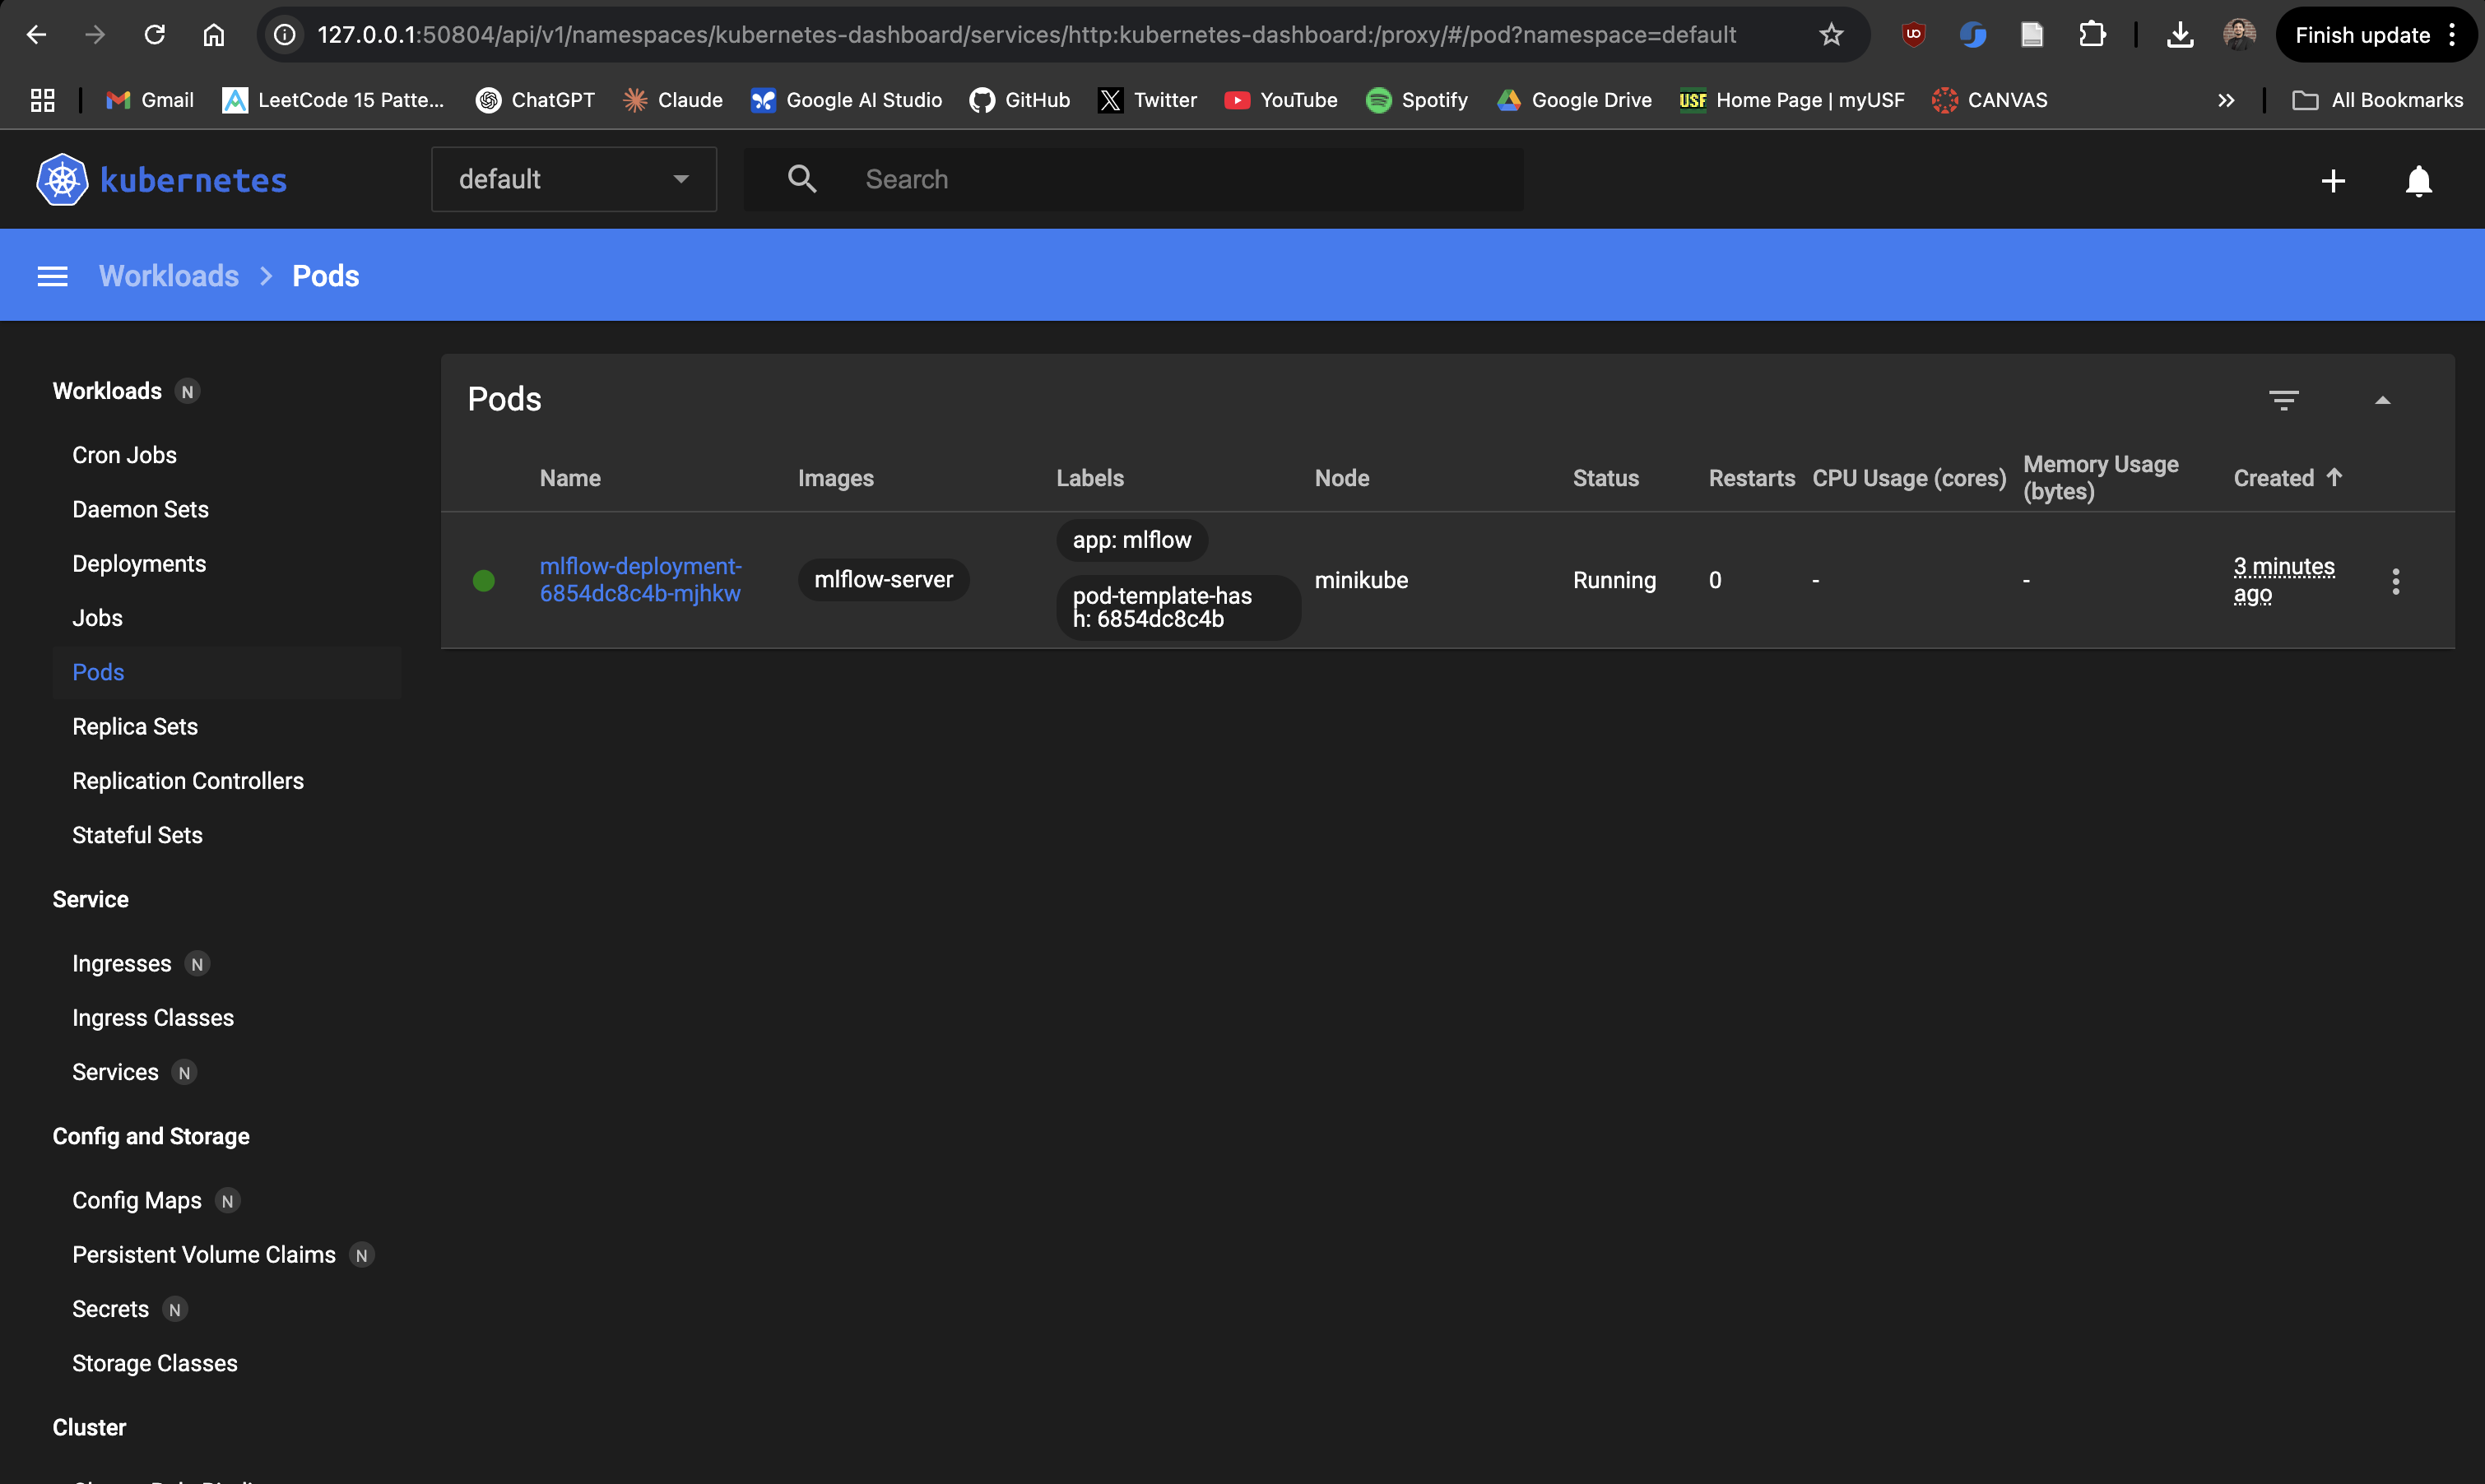 127.0.0.1:50804/api/v1/namespaces/kubernetes-dashboard/services/http:kubernetes-dashboard:/proxy/#/pod?namespace=default
Finish update
Gmail
LeetCode 15 Patte...
ChatGPT
Claude
Google AI Studio
GitHub
Twitter
YouTube
Spotify
Google Drive
USF
Home Page | myUSF
CANVAS
All Bookmarks
kubernetes
default
Search
Workloads
Pods
Workloads N
Cron Jobs
Daemon Sets
Deployments
Jobs
Pods
Replica Sets
Replication Controllers
Stateful Sets
Service
Ingresses N
Ingress Classes
Services N
Config and Storage
Config Maps N
Persistent Volume Claims N
Secrets N
Storage Classes
Cluster
Pods
Name
Images
Labels
Node
Status
Restarts
CPU Usage (cores)
Memory Usage
(bytes)
Created
mlflow-deployment-
6854dc8c4b-mjhkw
mlflow-server
app: mlflow
pod-template-has
h: 6854dc8c4b
minikube
Running
0
-
-
3 minutes
ago